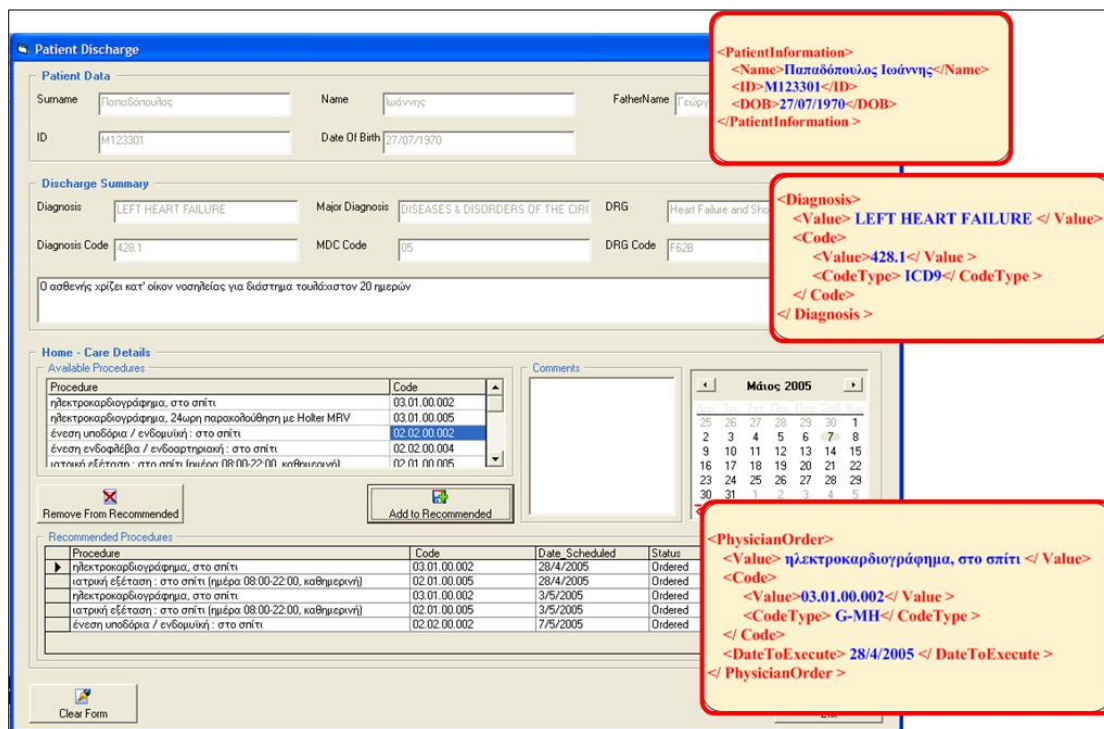 Patient Discharge
Patient Data
Surname Παπαδόπουλος Name Ιωάννης FatherName
ID M123301 Date Of Birth 27/07/1970
<PatientInformation>
<Name>Παπαδόπουλος Ιωάννης</Name>
<ID>M123301</ID>
<DOB>27/07/1970</DOB>
</PatientInformation >
Discharge Summary
Diagnosis LEFT HEART FAILURE Major Diagnosis DISEASES & DISORDERS OF THE CIR DRG Heart Failure and Sho
Diagnosis Code 428.1 MDC Code 05 DRG Code F62B
Ο ασθενής χρίζει κατ' οίκον νοσηλείας για διάστημα τουλάχιστον 20 ημερών
<Diagnosis>
<Value> LEFT HEART FAILURE </ Value>
<Code>
<Value>428.1</ Value >
<CodeType> ICD9</ CodeType >
</ Code>
</ Diagnosis >
Home - Care Details
Available Procedures
Procedure Code
ηλεκτροκαρδιογράφημα, στο σπίτι 03.01.00.002
ηλεκτροκαρδιογράφημα, 24ωρη παρακολούθηση με Holter MRV 03.01.00.005
ένεση υποδόρια / ενδομυϊκή : στο σπίτι 02.02.00.002
ένεση ενδοφλέβια / ενδοαρτηριακή : στο σπίτι 02.02.00.004
ιατρική εξέταση : στο σπίτι (ημέρα 08:00-22:00, καθημερινή) 02.01.00.005
Comments
Μάιος 2005
25 26 27 28 29 30 1
2 3 4 5 6 7 8
9 10 11 12 13 14 15
16 17 18 19 20 21 22
23 24 25 26 27 28 29
30 31 1 2 3 4 5
Remove From Recommended
Add to Recommended
Recommended Procedures
Procedure Code Date_Scheduled Status
ηλεκτροκαρδιογράφημα, στο σπίτι 03.01.00.002 28/4/2005 Ordered
ιατρική εξέταση : στο σπίτι (ημέρα 08:00-22:00, καθημερινή) 02.01.00.005 28/4/2005 Ordered
ηλεκτροκαρδιογράφημα, στο σπίτι 03.01.00.002 3/5/2005 Ordered
ιατρική εξέταση : στο σπίτι (ημέρα 08:00-22:00, καθημερινή) 02.01.00.005 3/5/2005 Ordered
ένεση υποδόρια / ενδομυϊκή : στο σπίτι 02.02.00.002 7/5/2005 Ordered
<PhysicianOrder>
<Value> ηλεκτροκαρδιογράφημα, στο σπίτι </ Value>
<Code>
<Value>03.01.00.002</ Value >
<CodeType> G-MH</ CodeType >
</ Code>
<DateToExecute> 28/4/2005 </ DateToExecute >
</ PhysicianOrder >
Clear Form